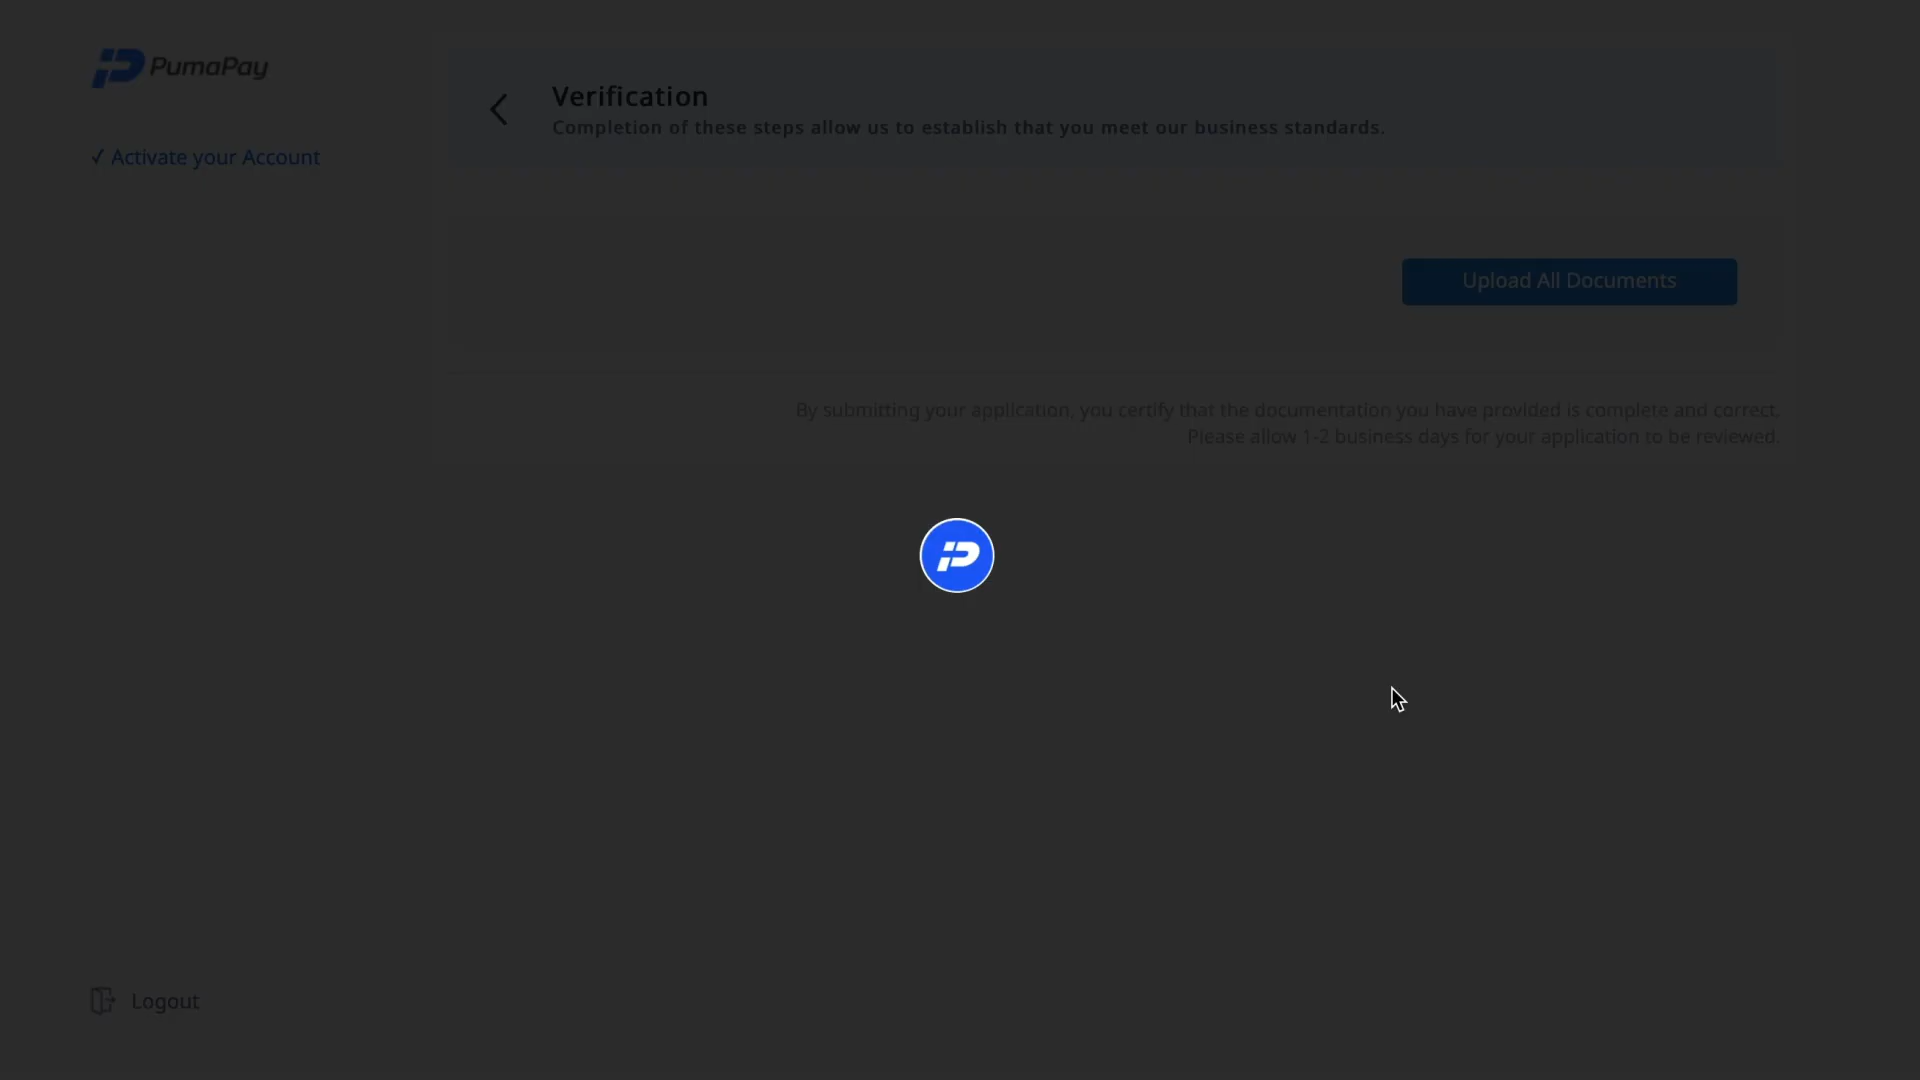 PumaPay
Verification
Completion of these steps allow us to establish that you meet our business standards.
✓ Activate your Account
Upload All Documents
By submitting your application, you certify that the documentation you have provided is complete and correct.
Please allow 1-2 business days for your application to be reviewed.
Logout